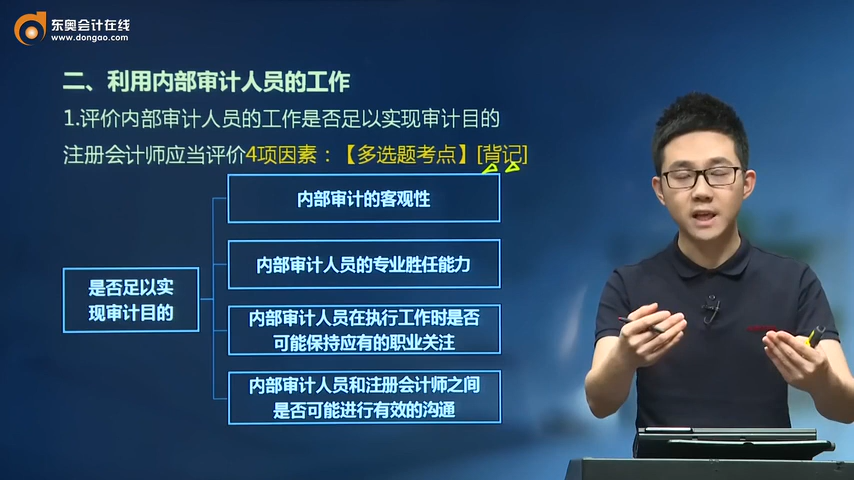 东奥会计在线
www.dongao.com
二、利用内部审计人员的工作
1.评价内部审计人员的工作是否足以实现审计目的
注册会计师应当评价4项因素：【多选题考点】[背记]
内部审计的客观性
内部审计人员的专业胜任能力
是否足以实
现审计目的
内部审计人员在执行工作时是否
可能保持应有的职业关注
内部审计人员和注册会计师之间
是否可能进行有效的沟通